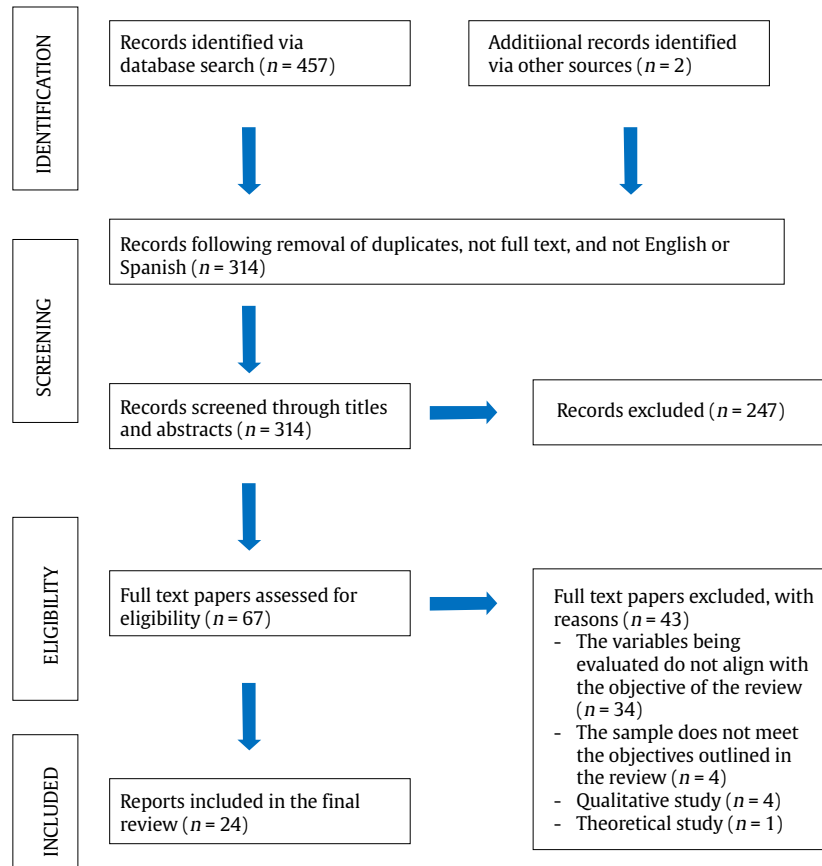 IDENTIFICATION
Records identified via
database search (n = 457)
Additiional records identified
via other sources (n = 2)
SCREENING
Records following removal of duplicates, not full text, and not English or
Spanish (n = 314)
Records screened through titles
and abstracts (n = 314)
Records excluded (n = 247)
ELIGIBILITY
Full text papers assessed for
eligibility (n = 67)
Full text papers excluded, with
reasons (n = 43)
- The variables being
evaluated do not align with
the objective of the review
(n = 34)
- The sample does not meet
the objectives outlined in
the review (n = 4)
- Qualitative study (n = 4)
- Theoretical study (n = 1)
INCLUDED
Reports included in the final
review (n = 24)